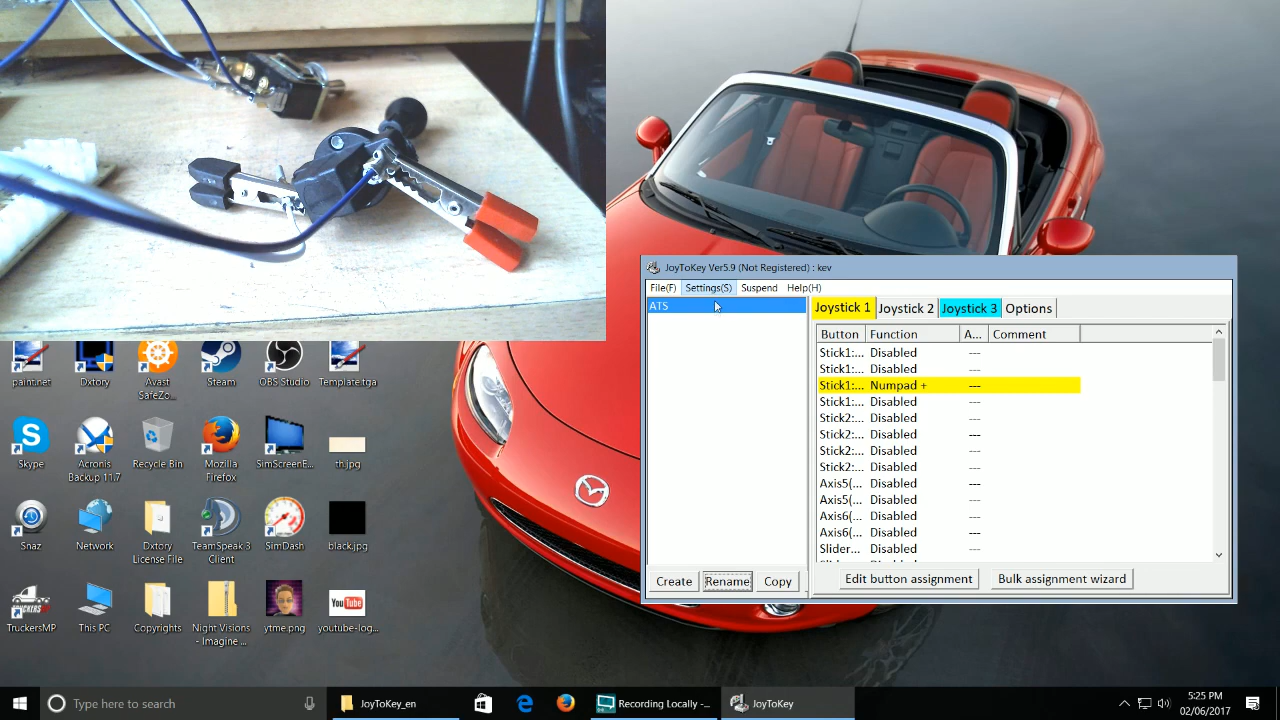 JoyToKey Ver5.9 (Not Registered) : kev
File(F) Settings(S) Suspend Help(H)
ATS
Joystick 1 Joystick 2 Joystick 3 Options
Button Function A... Comment
Stick1:... Disabled ---
Stick1:... Disabled ---
Stick1:... Numpad + ---
Stick1:... Disabled ---
Stick2:... Disabled ---
Stick2:... Disabled ---
Stick2:... Disabled ---
Stick2:... Disabled ---
Axis5(... Disabled ---
Axis5(... Disabled ---
Axis6(... Disabled ---
Axis6(... Disabled ---
Slider... Disabled ---
Create Rename Copy
Edit button assignment Bulk assignment wizard
paint.net Dxtory Avast SteamOBS Studio Template.tga
SafeZo...
Skype Acronis Recycle Bin Mozilla SimScreenE... th.jpg
Backup 11.7 Firefox
Snaz Network Dxtory TeamSpeak 3 SimDash black.jpg
License File Client
TruckersMP This PC Copyrights Night Visions ytme.png youtube-log...
- Imagine ...
YouTube
Type here to search
JoyToKey_en
Recording Locally -...
JoyToKey
5:25 PM
02/06/2017